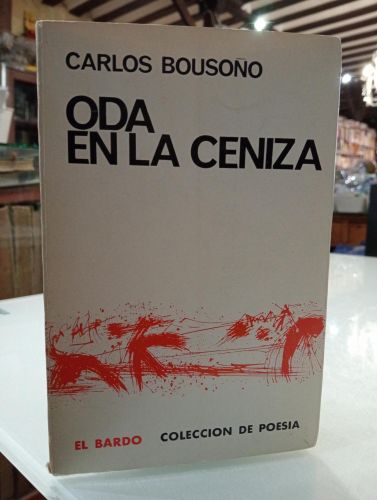 CARLOS BOUSOÑO
ODA
EN LA CENIZA
EL BARDO COLECCION DE POESIA